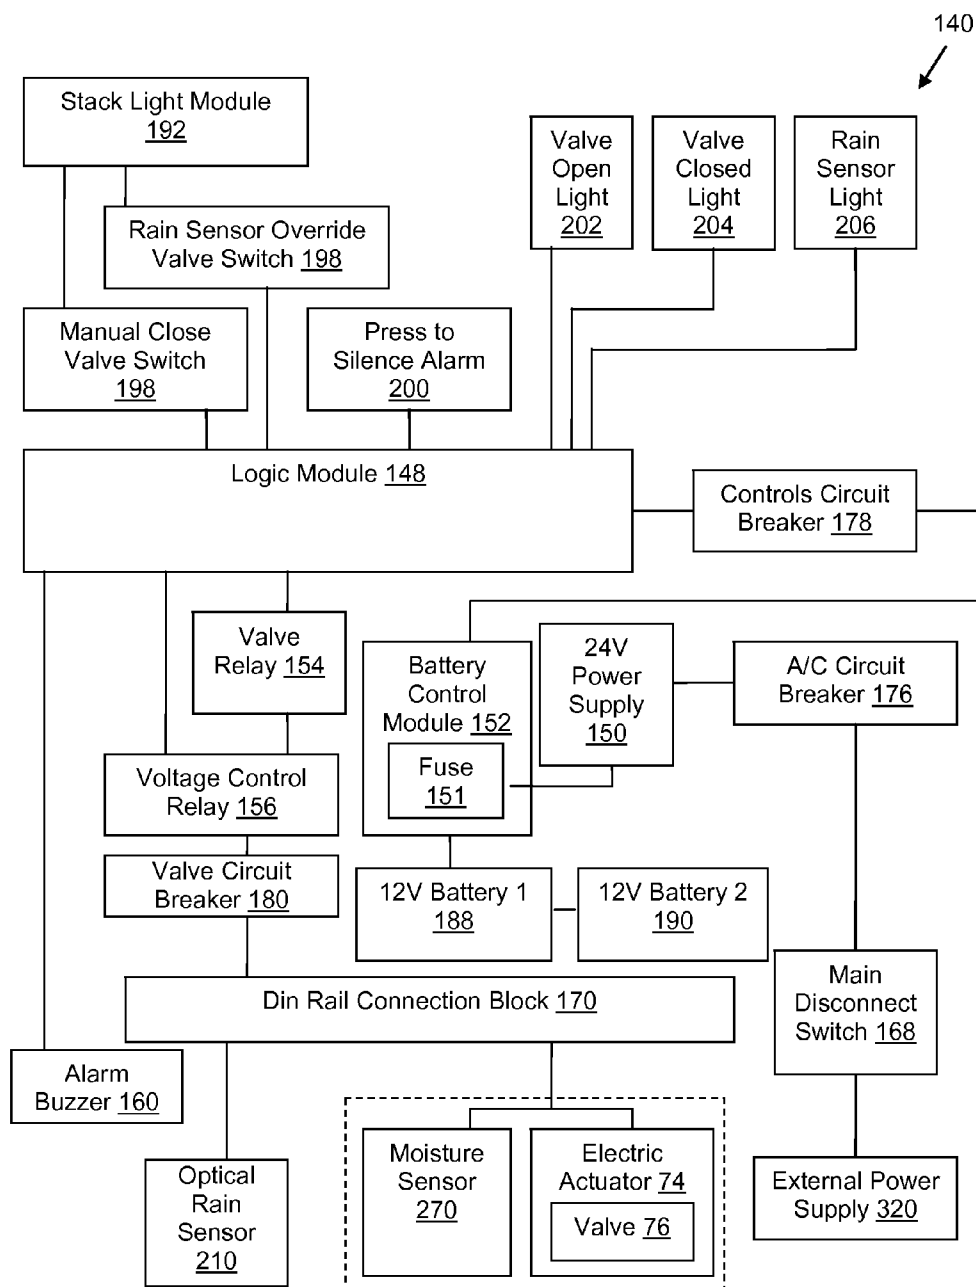 140
Stack Light Module
192
Valve
Open
Light
202
Valve
Closed
Light
204
Rain
Sensor
Light
206
Rain Sensor Override
Valve Switch 198
Manual Close
Valve Switch
198
Press to
Silence Alarm
200
Logic Module 148
Controls Circuit
Breaker 178
Valve
Relay 154
Battery
Control
Module 152
Fuse
151
24V
Power
Supply
150
A/C Circuit
Breaker 176
Voltage Control
Relay 156
Valve Circuit
Breaker 180
12V Battery 1
188
12V Battery 2
190
Din Rail Connection Block 170
Main
Disconnect
Switch 168
Alarm
Buzzer 160
Optical
Rain
Sensor
210
Moisture
Sensor
270
Electric
Actuator 74
Valve 76
External Power
Supply 320